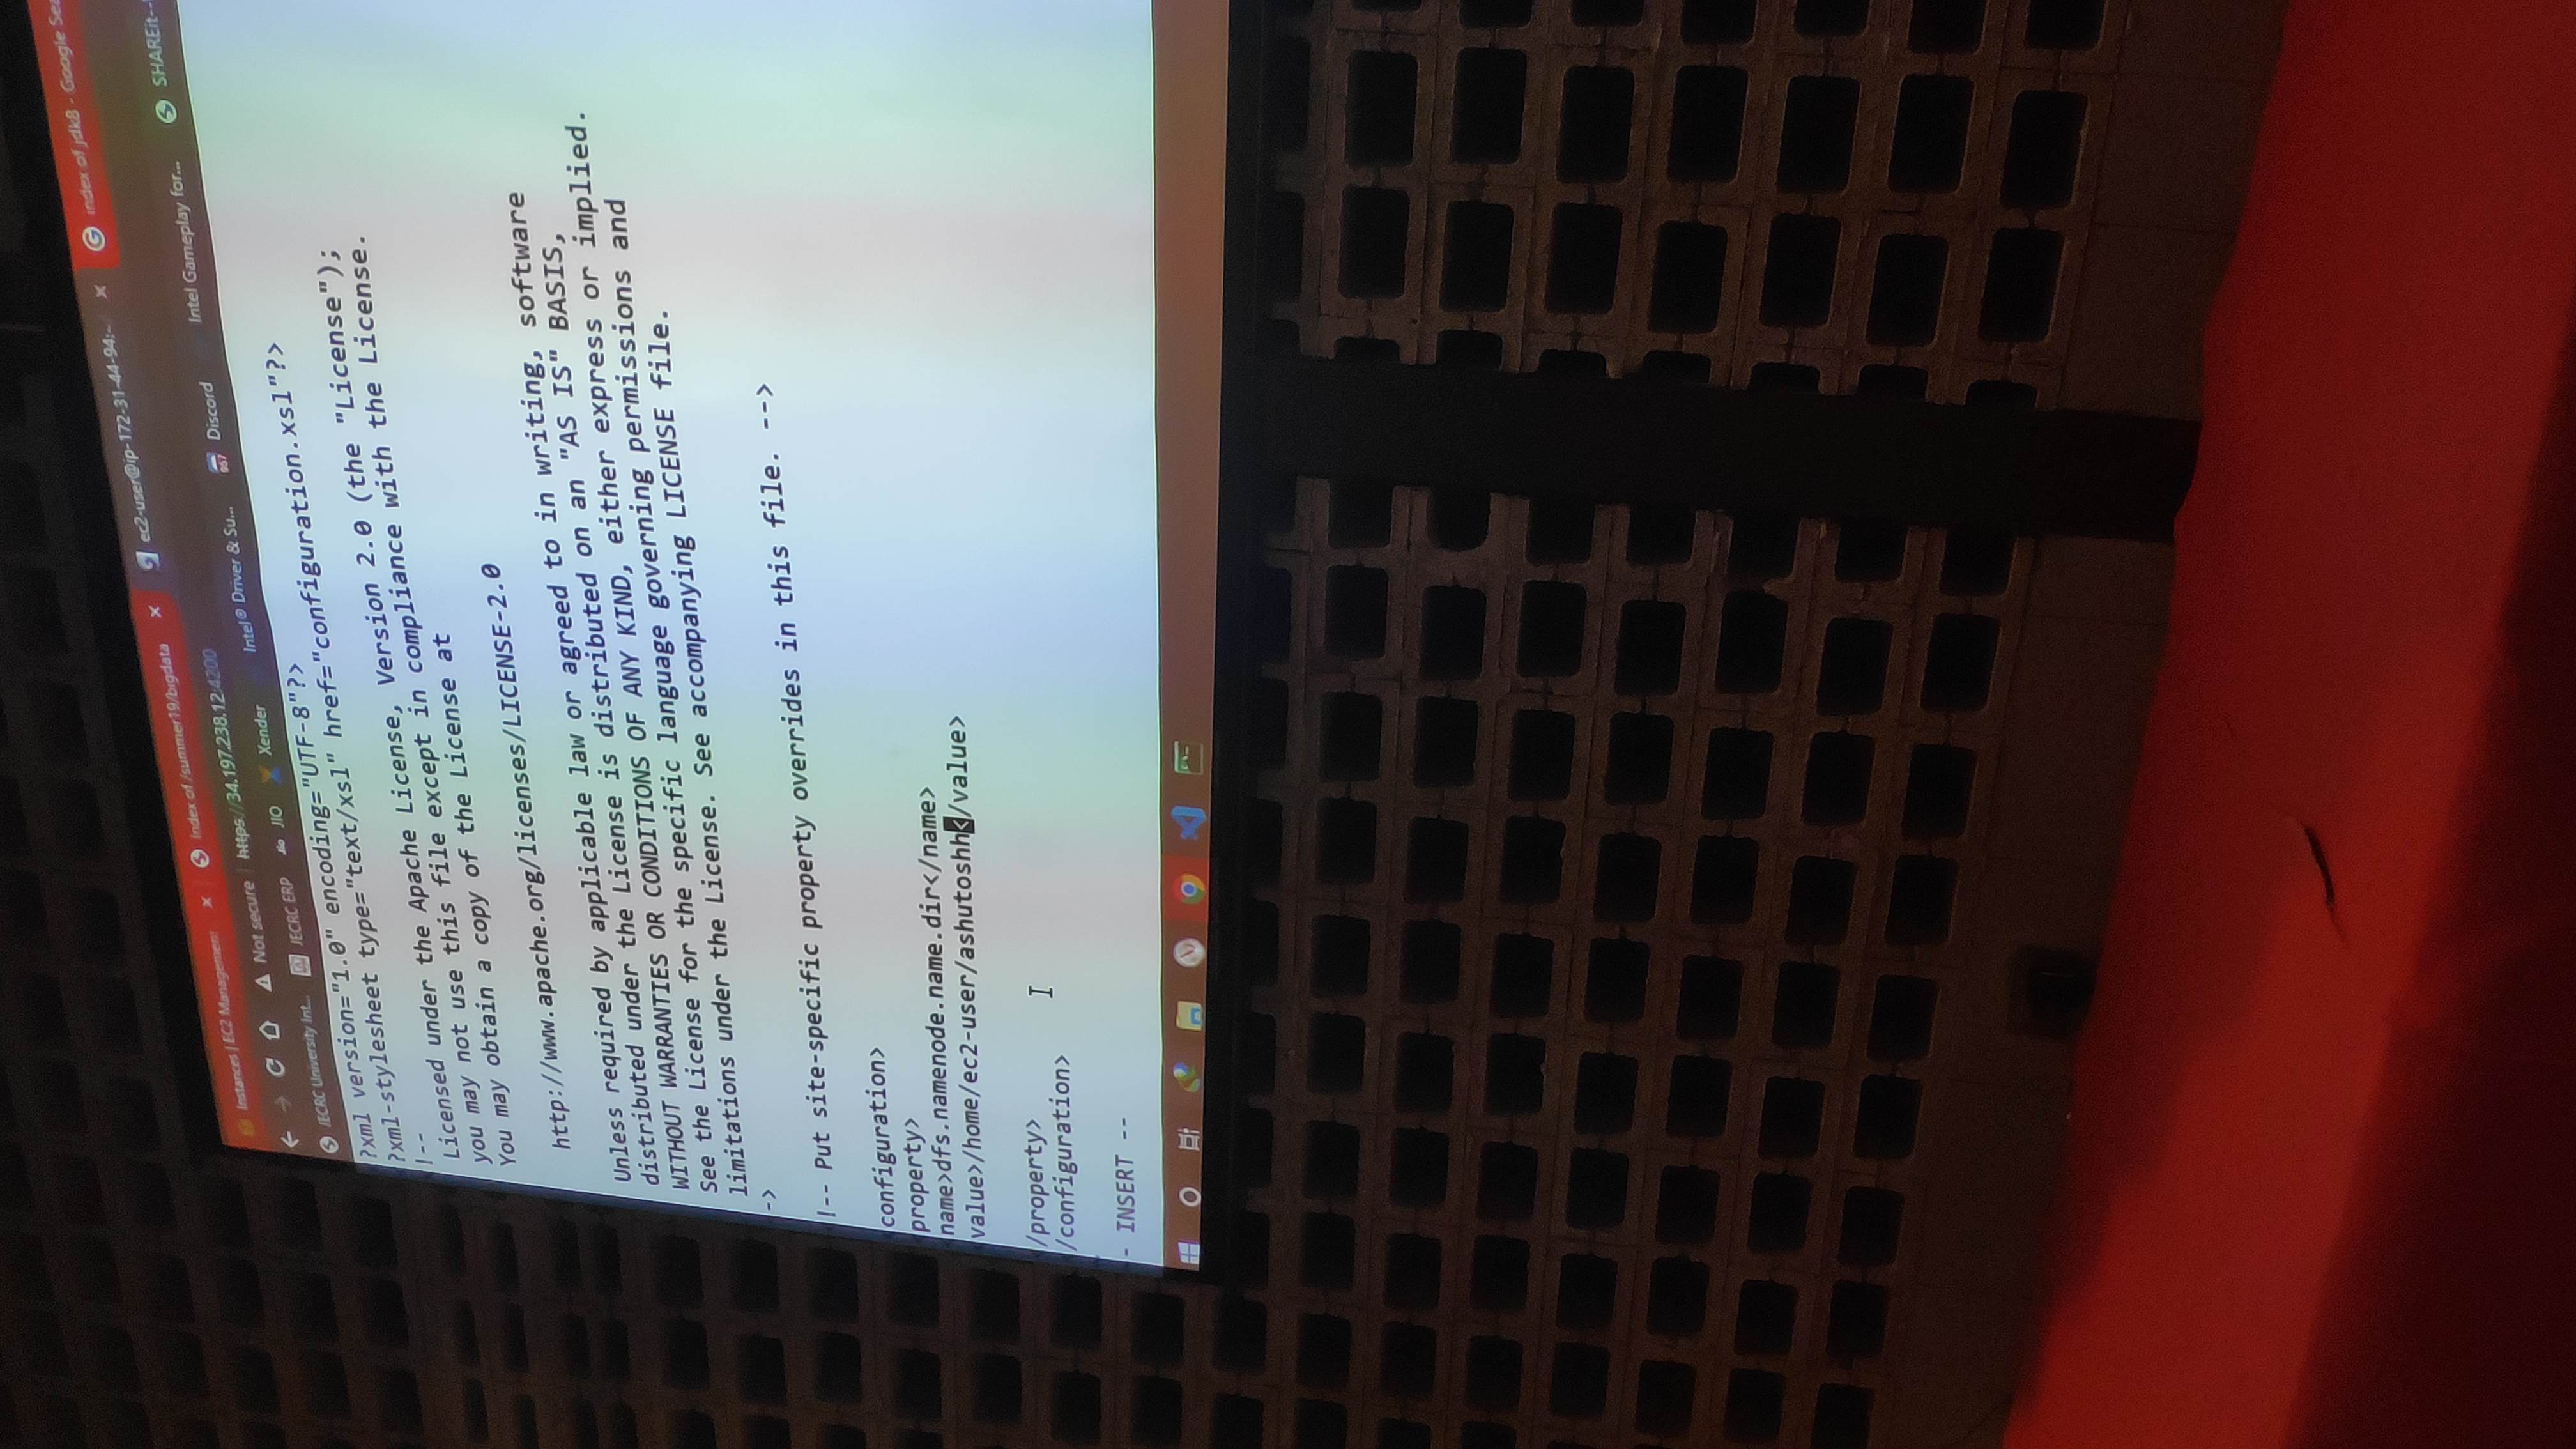 Instances | EC2 Management
Index of /summer19/bigdata
ec2-user@ip-172-31-44-94:~
index of jdk8 - Google Sea
Not secure
https://34.197.238.12:4200
JECRC University Int...
JECRC ERP
Jio JIO
Xender
Intel® Driver & Su...
Discord
Intel Gameplay for...
SHAREit--
?xml version="1.0" encoding="UTF-8"?>
?xml-stylesheet type="text/xsl" href="configuration.xsl"?>
!--
Licensed under the Apache License, Version 2.0 (the "License");
you may not use this file except in compliance with the License.
You may obtain a copy of the License at
http://www.apache.org/licenses/LICENSE-2.0
Unless required by applicable law or agreed to in writing, software
distributed under the License is distributed on an "AS IS" BASIS,
WITHOUT WARRANTIES OR CONDITIONS OF ANY KIND, either express or implied.
See the License for the specific language governing permissions and
limitations under the License. See accompanying LICENSE file.
->
!-- Put site-specific property overrides in this file. -->
configuration>
property>
name>dfs.namenode.name.dir</name>
value>/home/ec2-user/ashutoshh</value>
/property>
/configuration>
- INSERT --